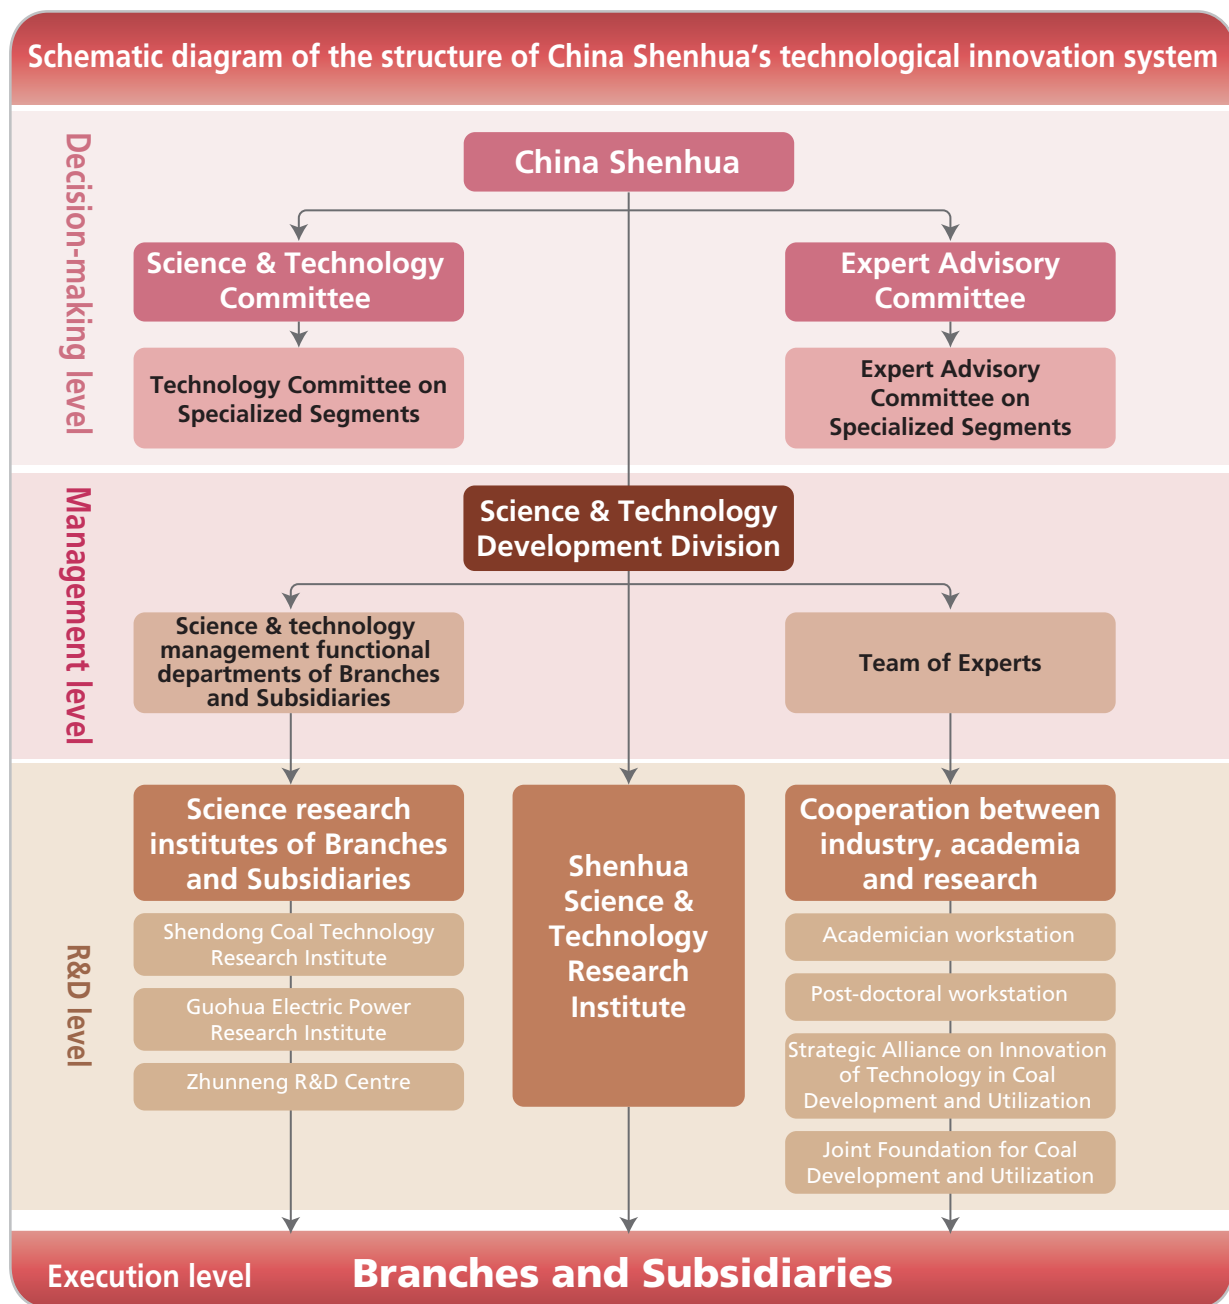 Schematic diagram of the structure of China Shenhua’s technological innovation system
Decision-making level
China Shenhua
Science & Technology
Committee
Expert Advisory
Committee
Technology Committee on
Specialized Segments
Expert Advisory
Committee on
Specialized Segments
Management level
Science & Technology
Development Division
Science & technology
management functional
departments of Branches
and Subsidiaries
Team of Experts
R&D level
Science research
institutes of Branches
and Subsidiaries
Shendong Coal Technology
Research Institute
Guohua Electric Power
Research Institute
Zhunneng R&D Centre
Shenhua
Science &
Technology
Research
Institute
Cooperation between
industry, academia
and research
Academician workstation
Post-doctoral workstation
Strategic Alliance on Innovation
of Technology in Coal
Development and Utilization
Joint Foundation for Coal
Development and Utilization
Execution level
Branches and Subsidiaries